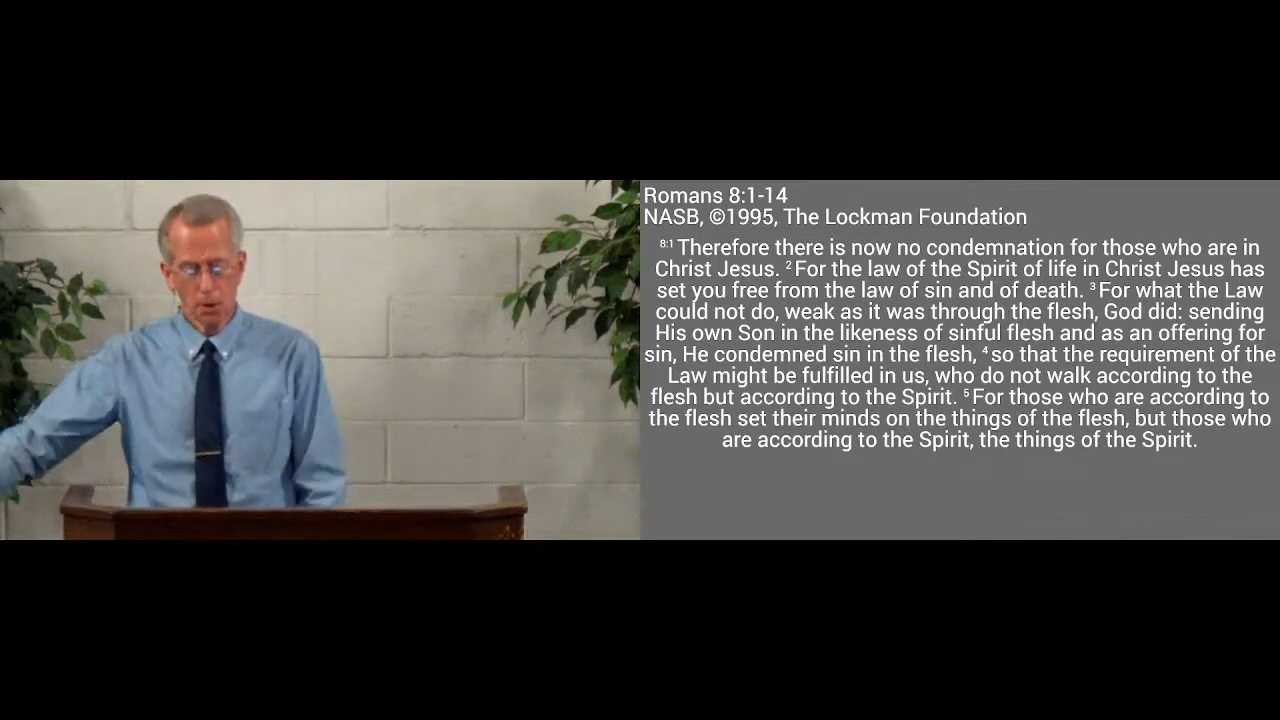 Romans 8:1-14
NASB, ©1995, The Lockman Foundation
8:1 Therefore there is now no condemnation for those who are in
Christ Jesus. 2 For the law of the Spirit of life in Christ Jesus has
set you free from the law of sin and of death. 3 For what the Law
could not do, weak as it was through the flesh, God did: sending
His own Son in the likeness of sinful flesh and as an offering for
sin, He condemned sin in the flesh, 4 so that the requirement of the
Law might be fulfilled in us, who do not walk according to the
flesh but according to the Spirit. 5 For those who are according to
the flesh set their minds on the things of the flesh, but those who
are according to the Spirit, the things of the Spirit.